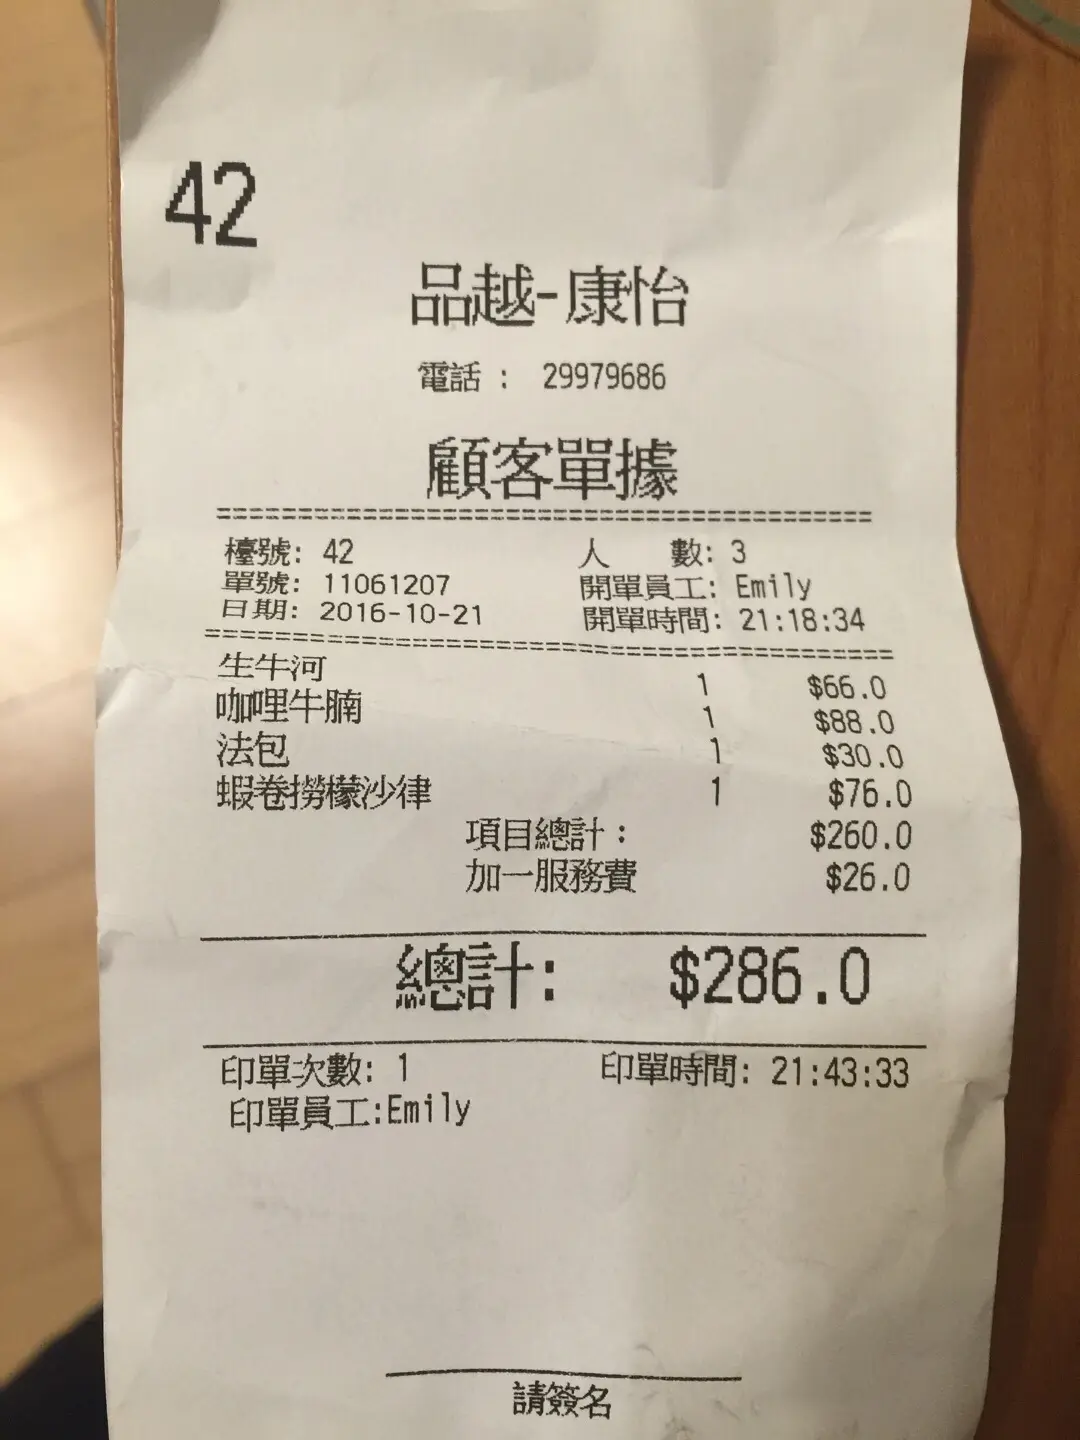 42
品越-康怡
電話 : 29979686
顧客單據
========================================
檯號: 42 人 數: 3
單號: 11061207 開單員工: Emily
日期: 2016-10-21 開單時間: 21:18:34
========================================
生牛河 1 $66.0
咖哩牛腩 1 $88.0
法包 1 $30.0
蝦卷撈檬沙律 1 $76.0
項目總計 : $260.0
加一服務費 $26.0
總計: $286.0
印單次數: 1 印單時間: 21:43:33
印單員工:Emily
請簽名